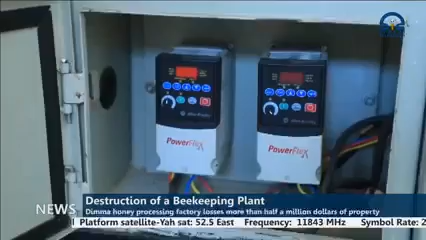 PowerFlex
PowerFlex
Destruction of a Beekeeping Plant
NEWS
Dimma honey processing factory losses more than half a million dollars of property
Platform satellite-Yah sat: 52.5 East Frequency: 11843 MHz Symbol Rate: 2